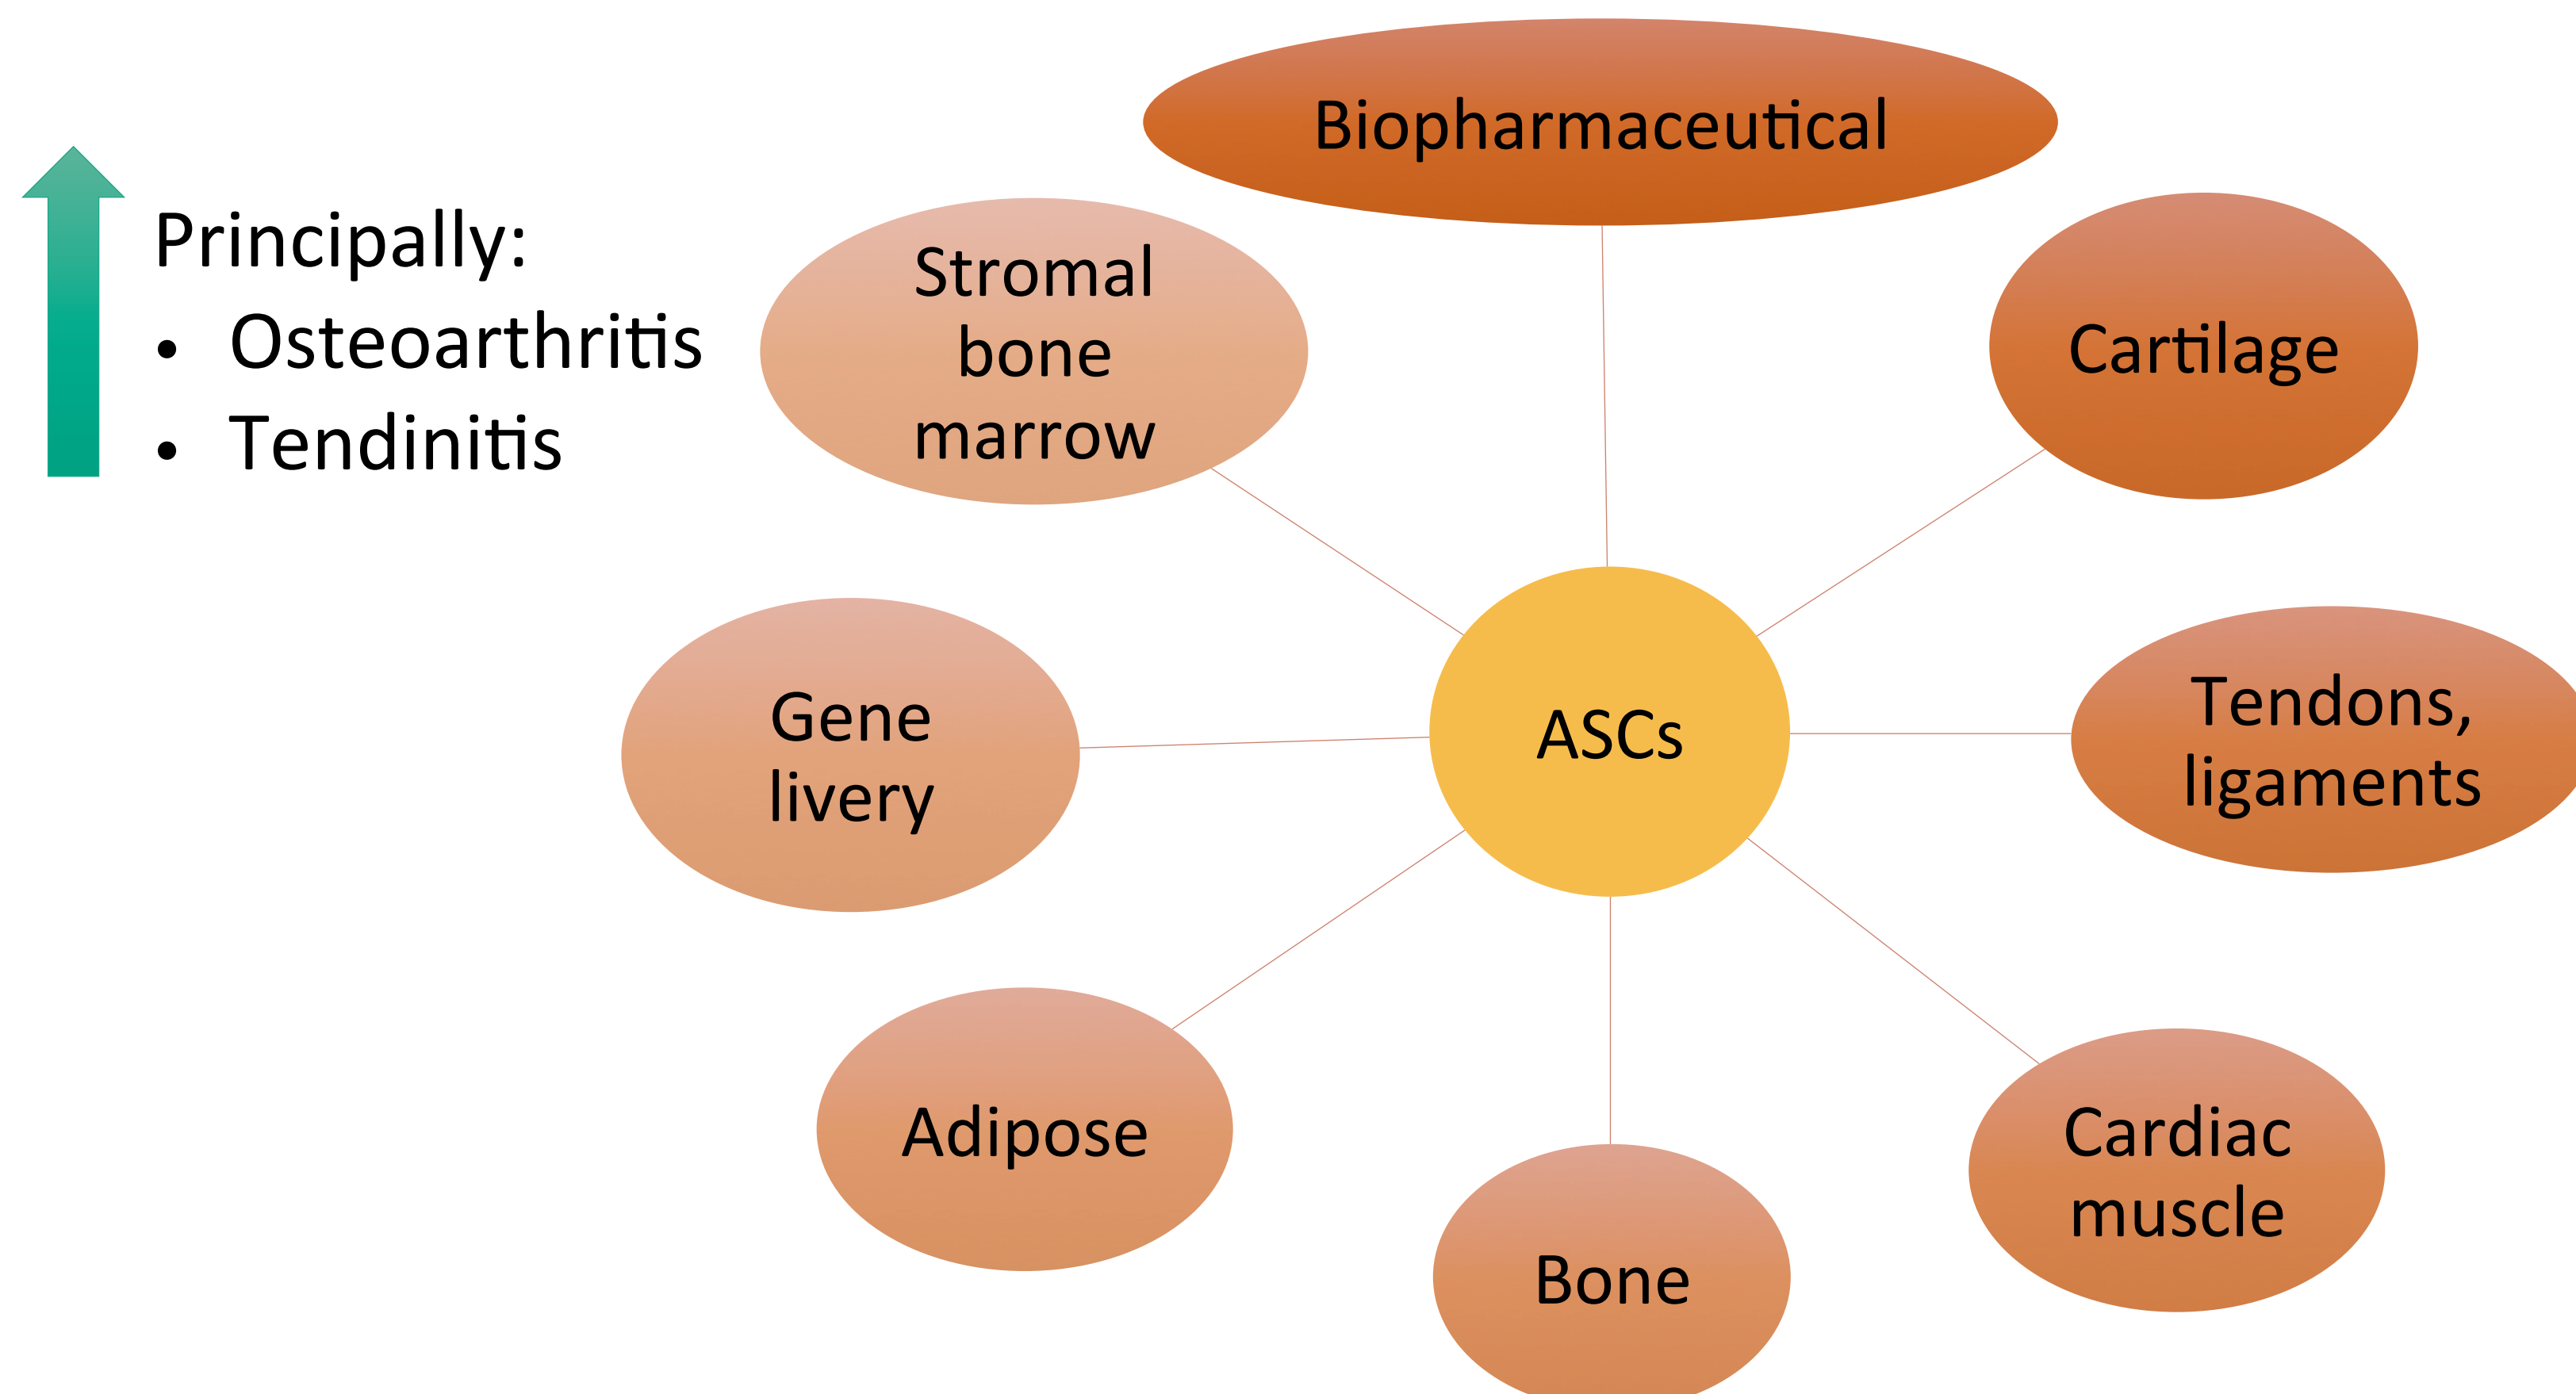 Biopharmaceutical
Principally:
• Osteoarthritis
• Tendinitis
Stromal
bone
marrow
Cartilage
Gene
livery
ASCs
Tendons,
ligaments
Adipose
Cardiac
muscle
Bone